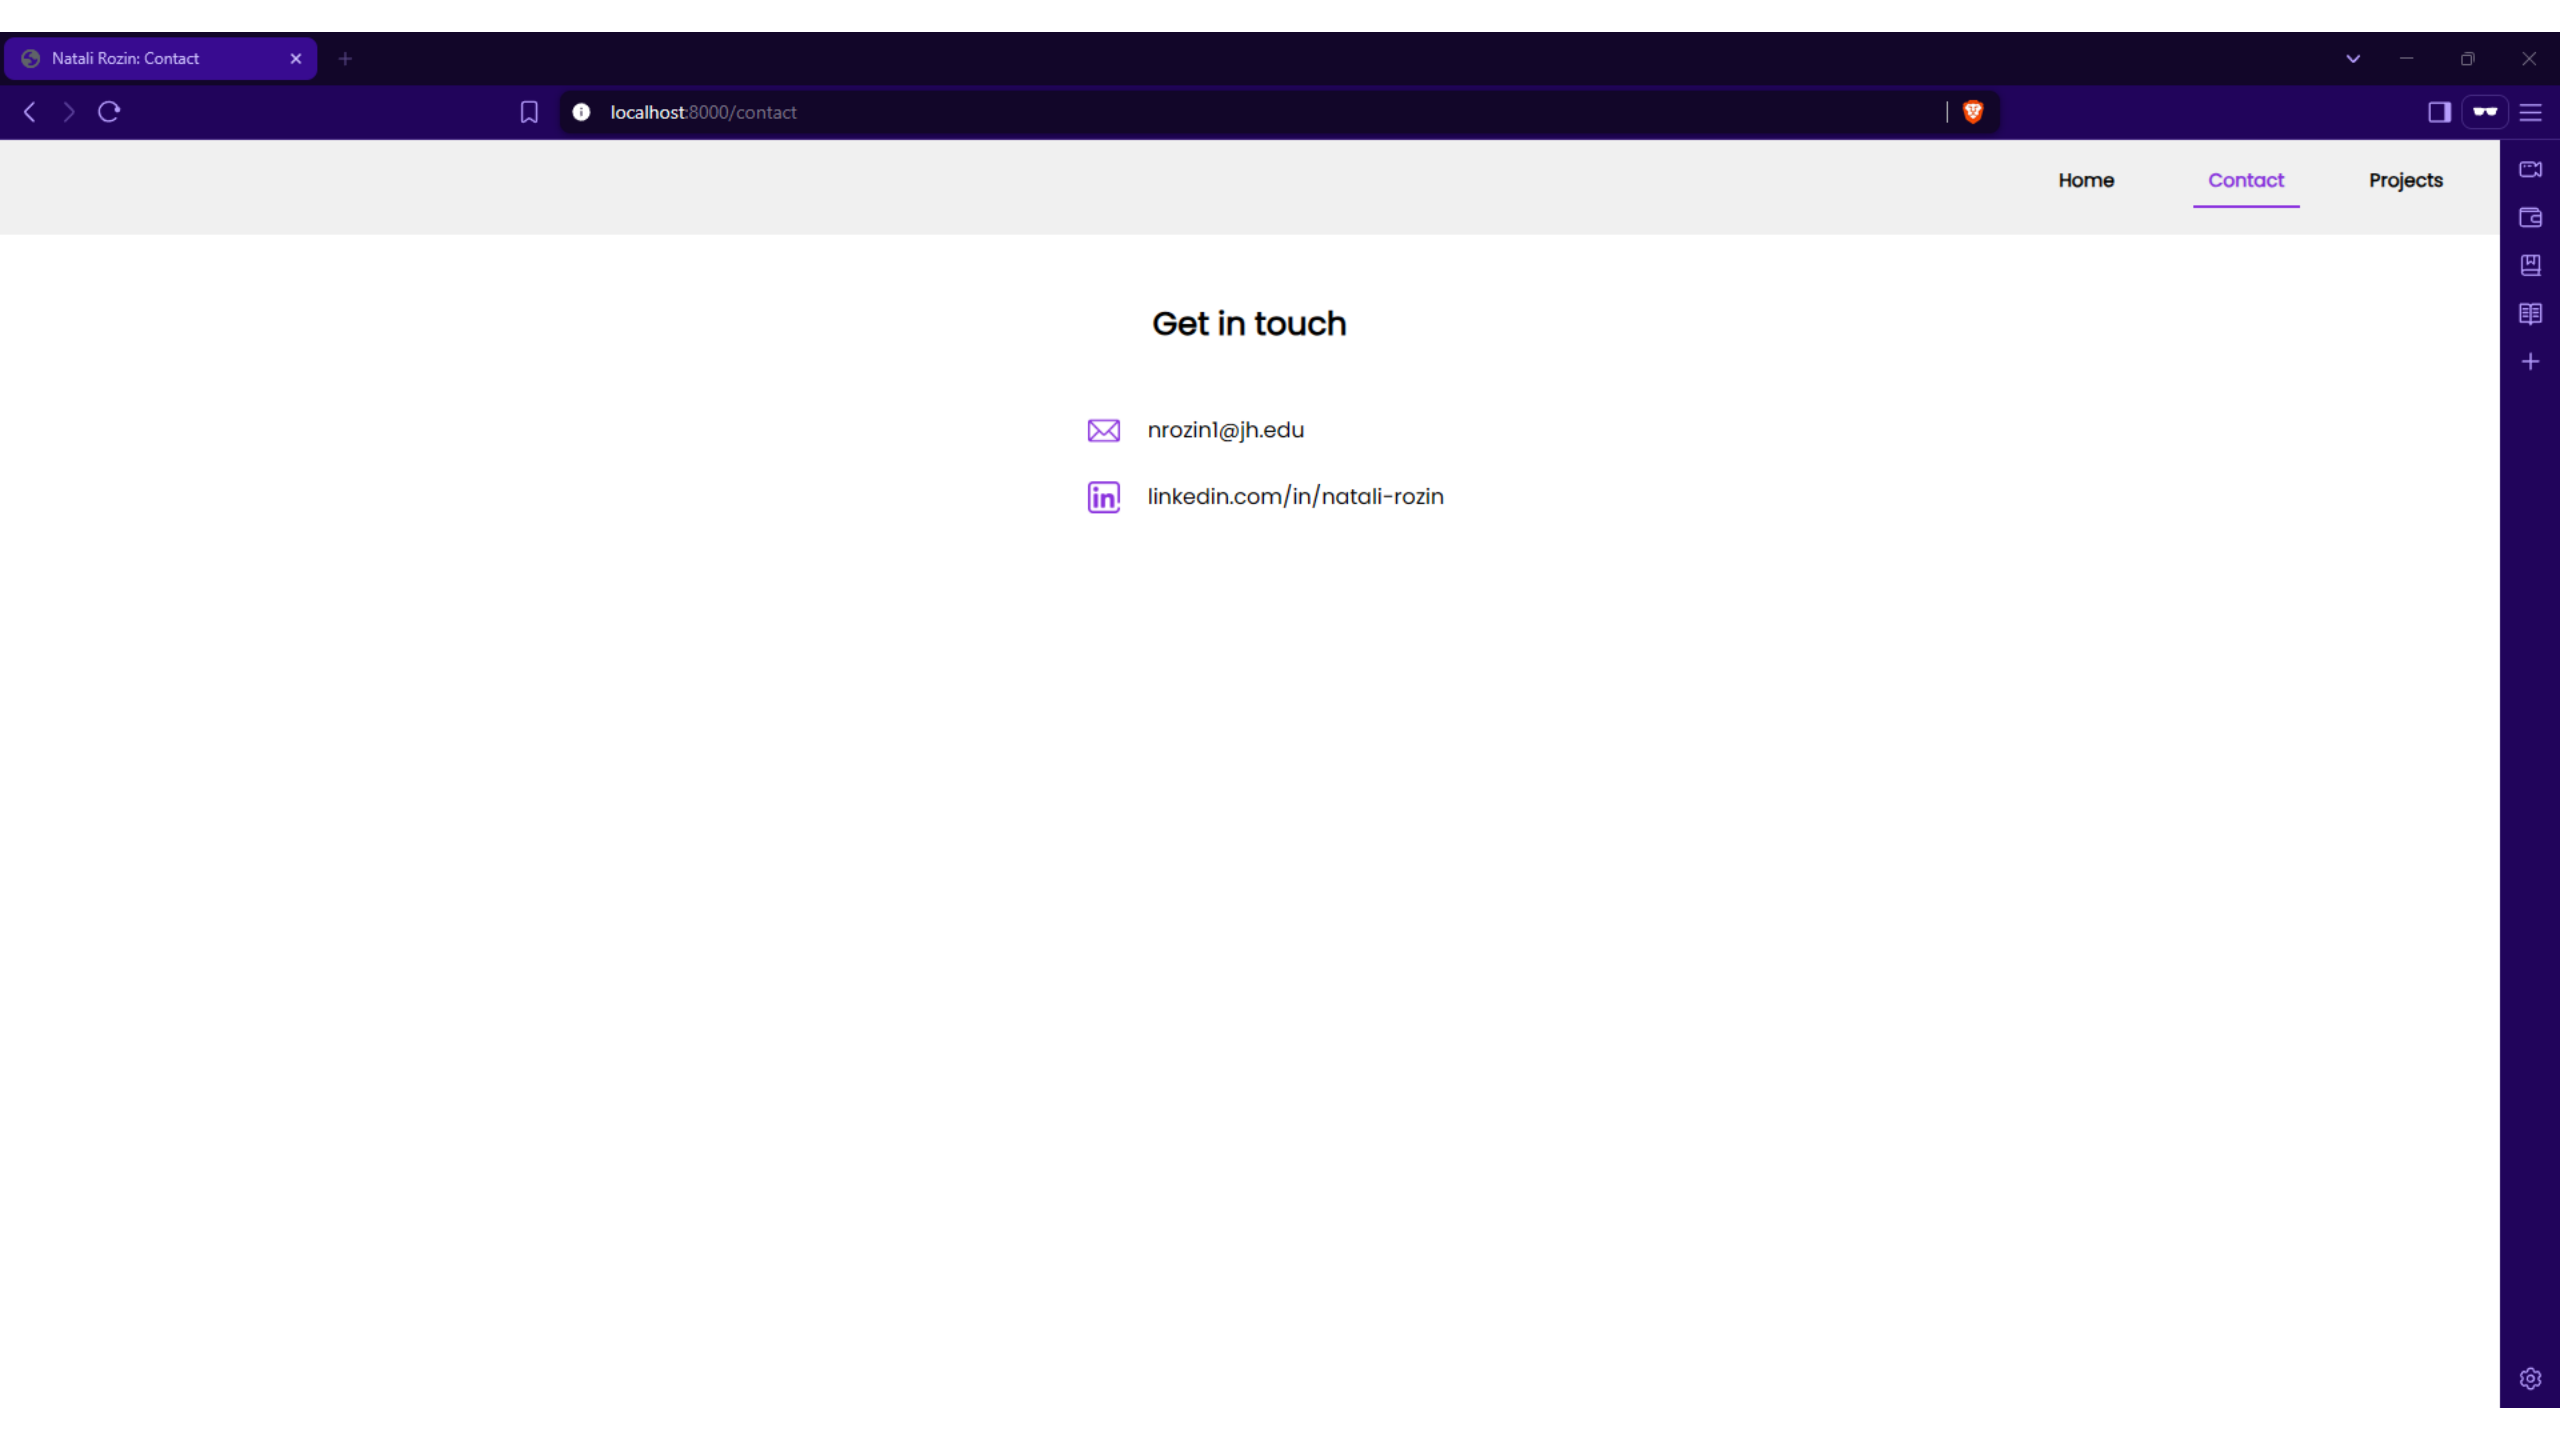 Natali Rozin: Contact
localhost:8000/contact
Home Contact Projects
Get in touch
nrozin1@jh.edu
in
linkedin.com/in/natali-rozin